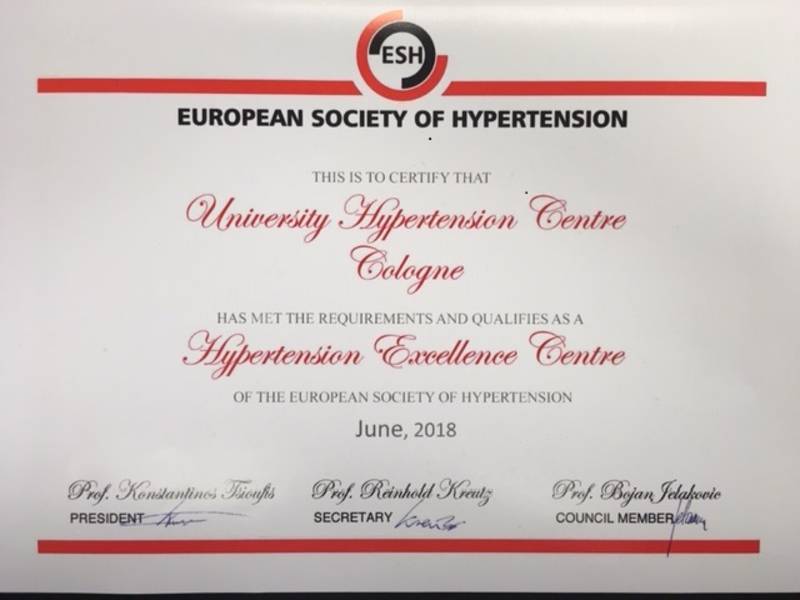 ESH
EUROPEAN SOCIETY OF HYPERTENSION
THIS IS TO CERTIFY THAT
University Hypertension Centre
Cologne
HAS MET THE REQUIREMENTS AND QUALIFIES AS A
Hypertension Excellence Centre
OF THE EUROPEAN SOCIETY OF HYPERTENSION
June, 2018
Prof. Konstantinos Tsioufis Prof. Reinhold Kreutz Prof. Bojan Jelakovic
PRESIDENT SECRETARY COUNCIL MEMBER